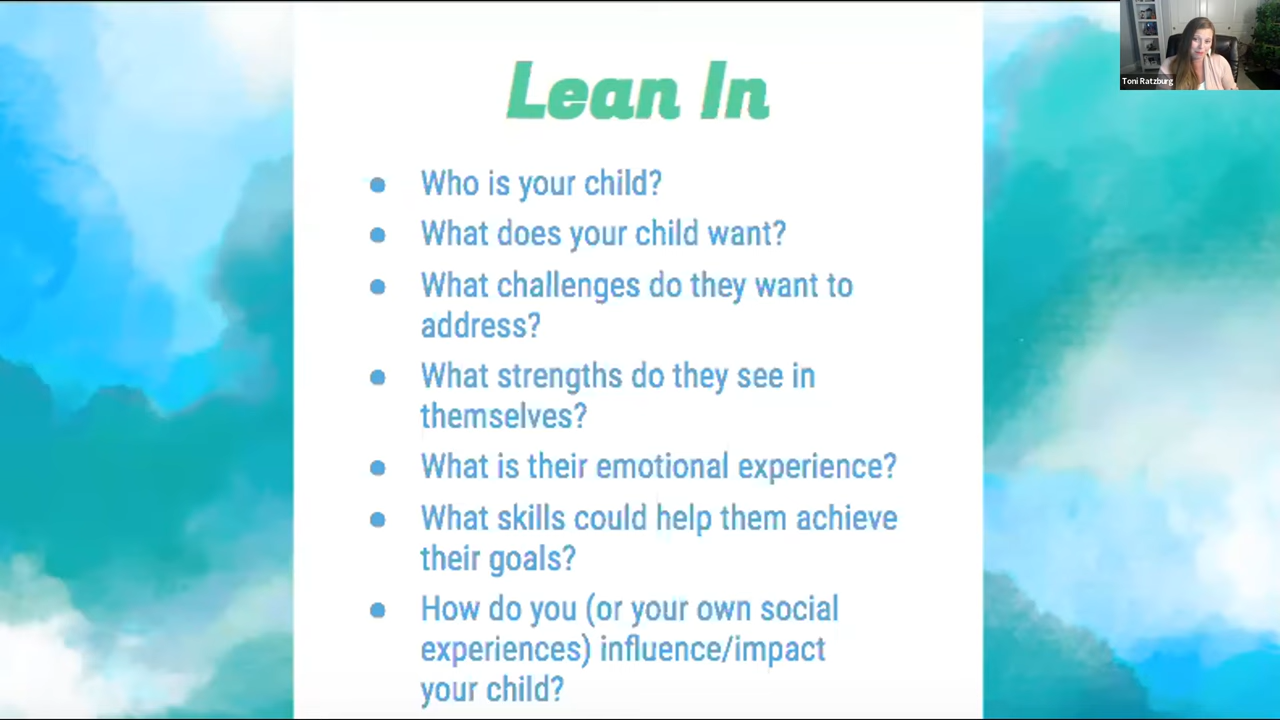 Lean In
● Who is your child?
● What does your child want?
● What challenges do they want to
address?
● What strengths do they see in
themselves?
● What is their emotional experience?
● What skills could help them achieve
their goals?
● How do you (or your own social
experiences) influence/impact
your child?
Toni Ratzburg